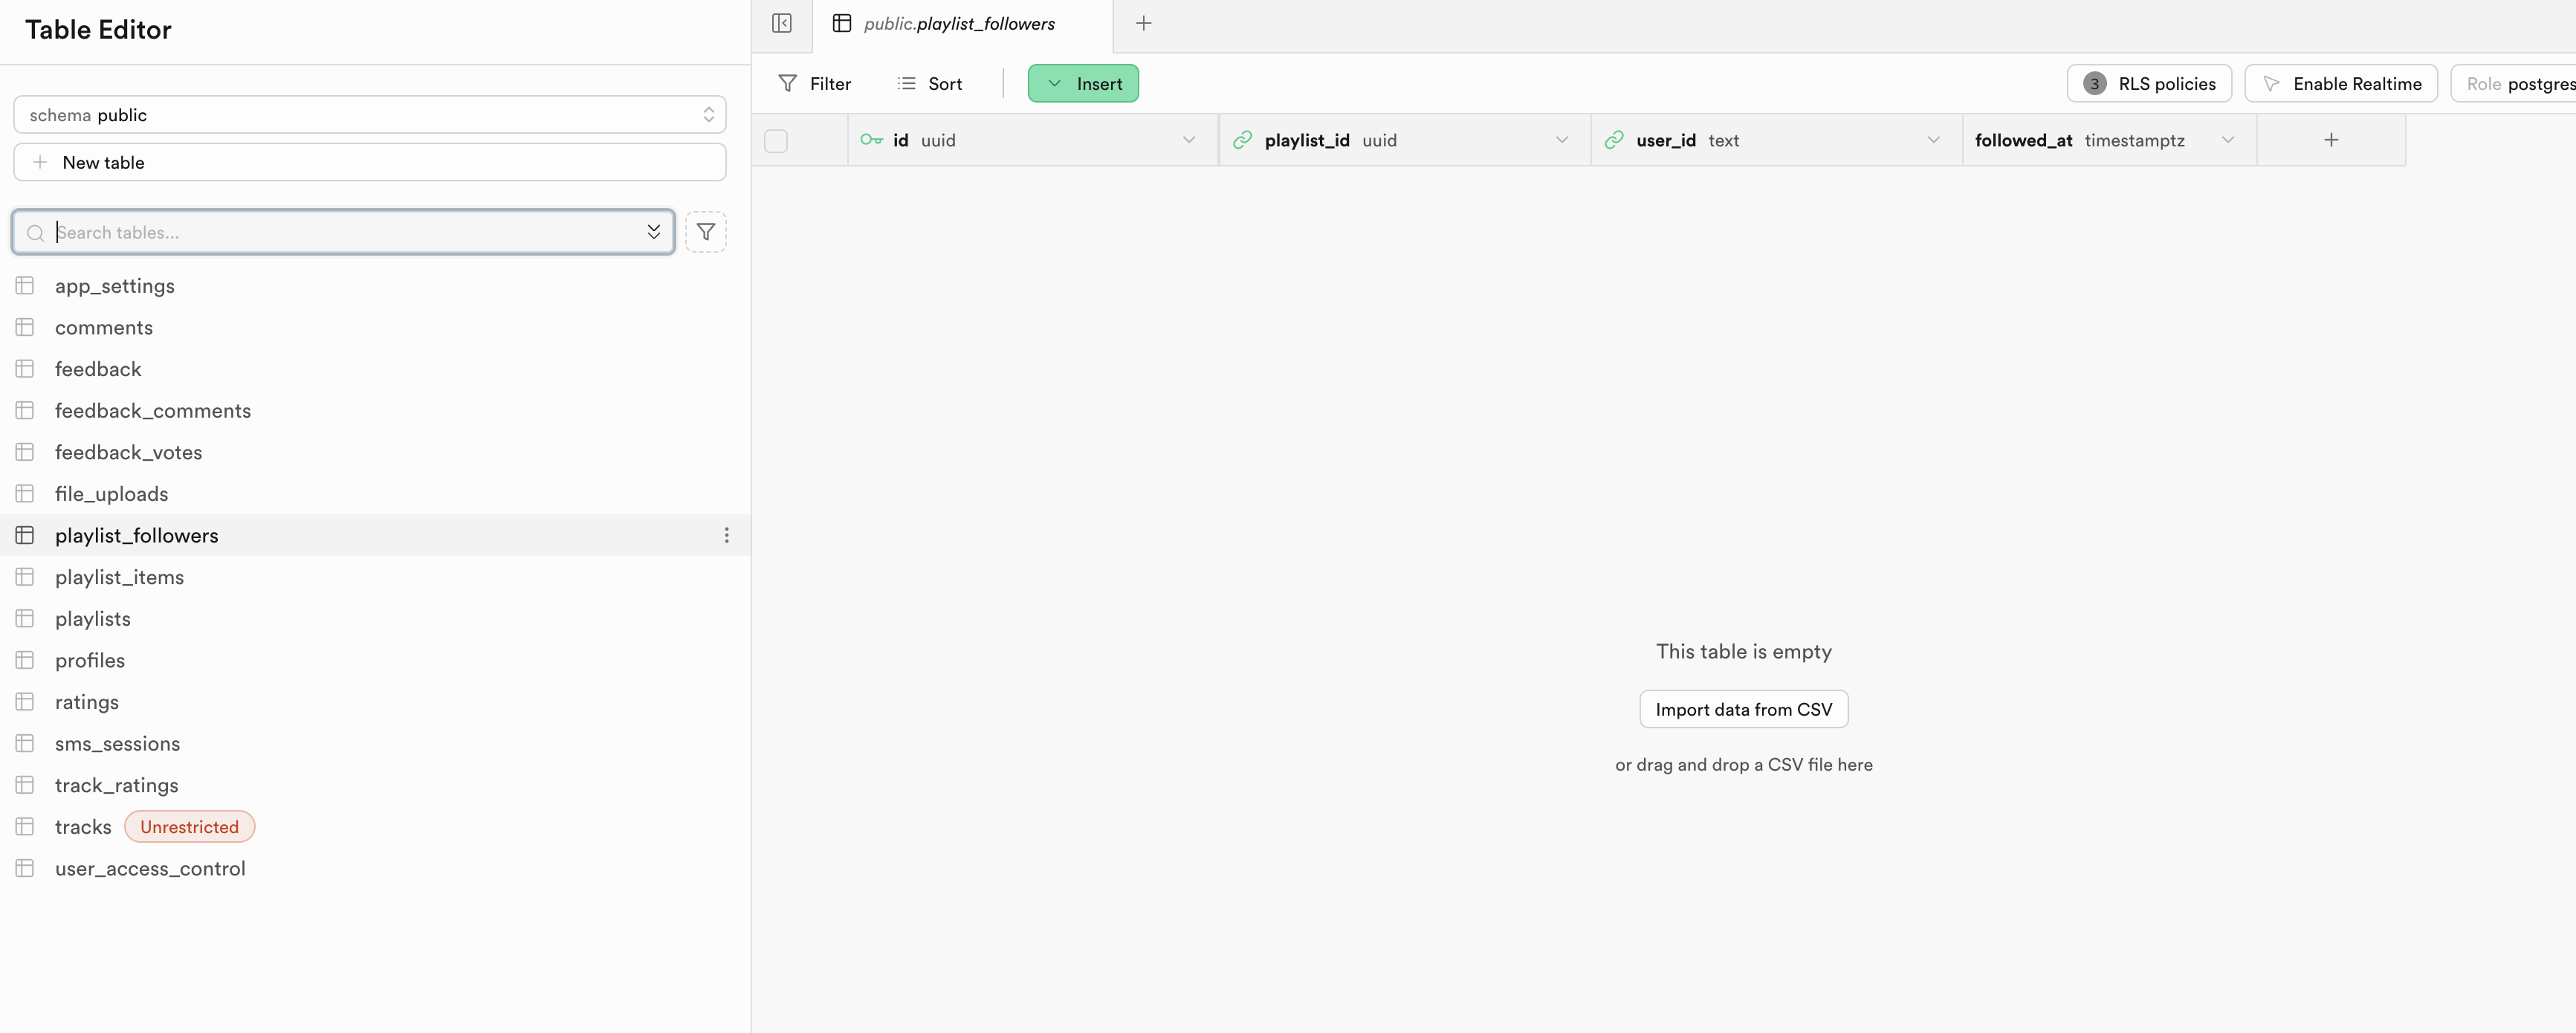 Table Editor
schema public
New table
Search tables...
app_settings
comments
feedback
feedback_comments
feedback_votes
file_uploads
playlist_followers
playlist_items
playlists
profiles
ratings
sms_sessions
track_ratings
tracks Unrestricted
user_access_control
public.playlist_followers
Filter Sort Insert 3 RLS policies Enable Realtime Role postgres
id uuid playlist_id uuid user_id text followed_at timestamptz
This table is empty
Import data from CSV
or drag and drop a CSV file here